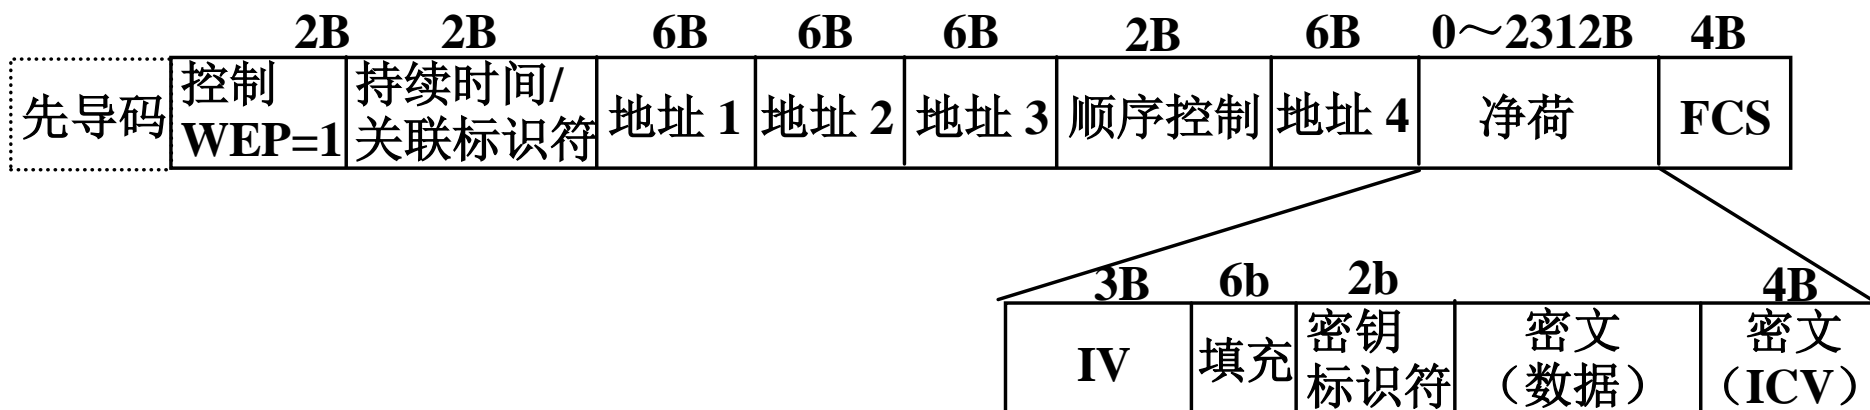 2B 2B 6B 6B 6B 2B 6B 0～2312B 4B
先导码 控制 WEP=1 持续时间/ 关联标识符 地址 1 地址 2 地址 3 顺序控制 地址 4 净荷 FCS
3B 6b 2b 4B
IV 填充 密钥 标识符 密文 （数据） 密文 （ICV）